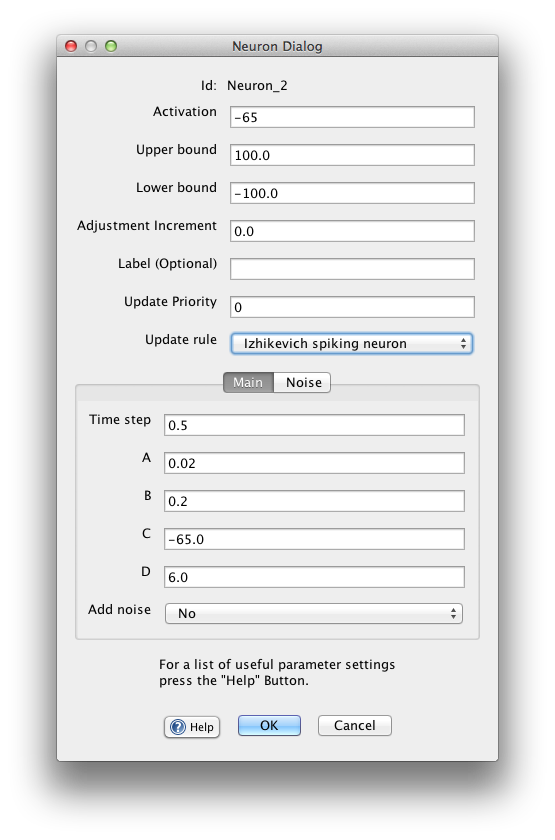 Neuron Dialog
Id: Neuron_2
Activation -65
Upper bound 100.0
Lower bound -100.0
Adjustment Increment 0.0
Label (Optional)
Update Priority 0
Update rule Izhikevich spiking neuron
Main Noise
Time step 0.5
A 0.02
B 0.2
C -65.0
D 6.0
Add noise No
For a list of useful parameter settings
press the "Help" Button.
? Help OK Cancel